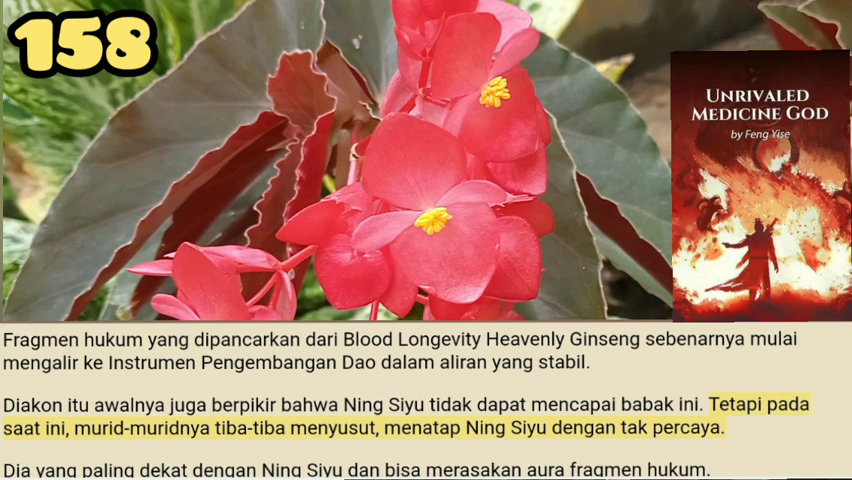 158
UNRIVALED
MEDICINE GOD
by Feng Yise
Fragmen hukum yang dipancarkan dari Blood Longevity Heavenly Ginseng sebenarnya mulai
mengalir ke Instrumen Pengembangan Dao dalam aliran yang stabil.
Diakon itu awalnya juga berpikir bahwa Ning Siyu tidak dapat mencapai babak ini. Tetapi pada
saat ini, murid-muridnya tiba-tiba menyusut, menatap Ning Siyu dengan tak percaya.
Dia yang paling dekat dengan Ning Siyu dan bisa merasakan aura fragmen hukum.